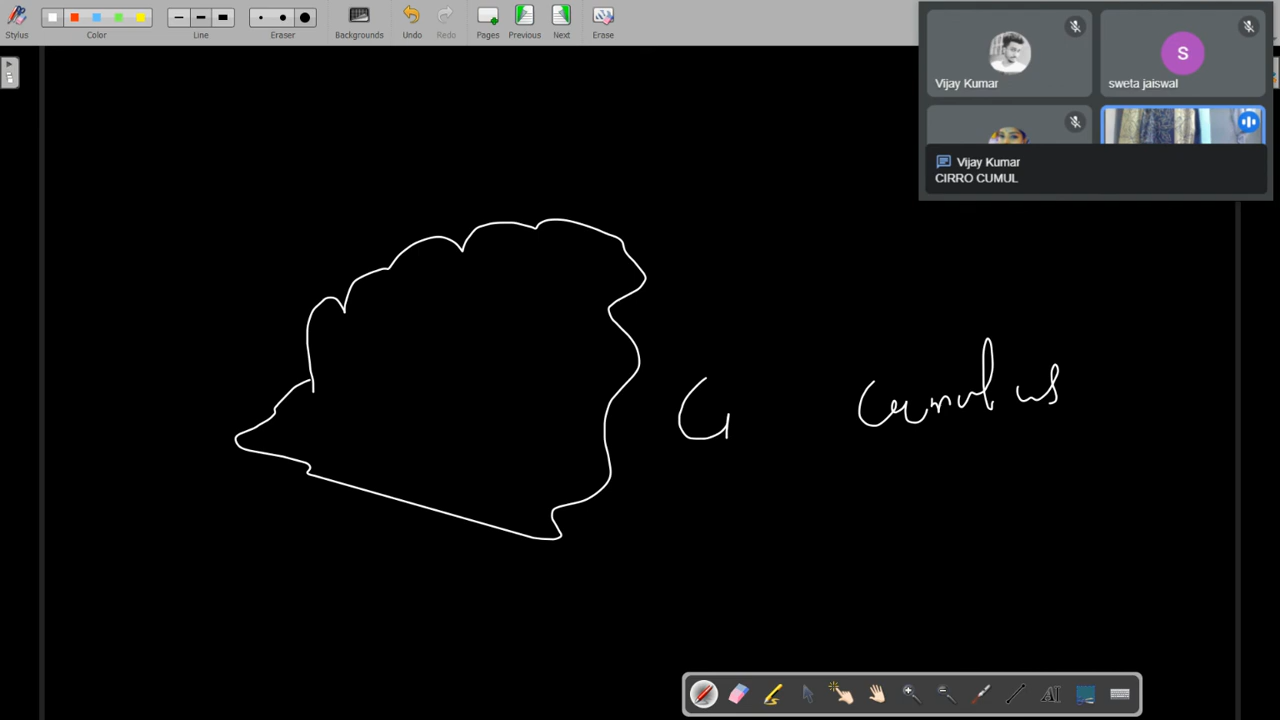 Stylus
Color
Line
Eraser
Backgrounds
Undo
Redo
Pages
Previous
Next
Erase
Vijay Kumar
S
sweta jaiswal
Vijay Kumar
CIRRO CUMUL
cumulus